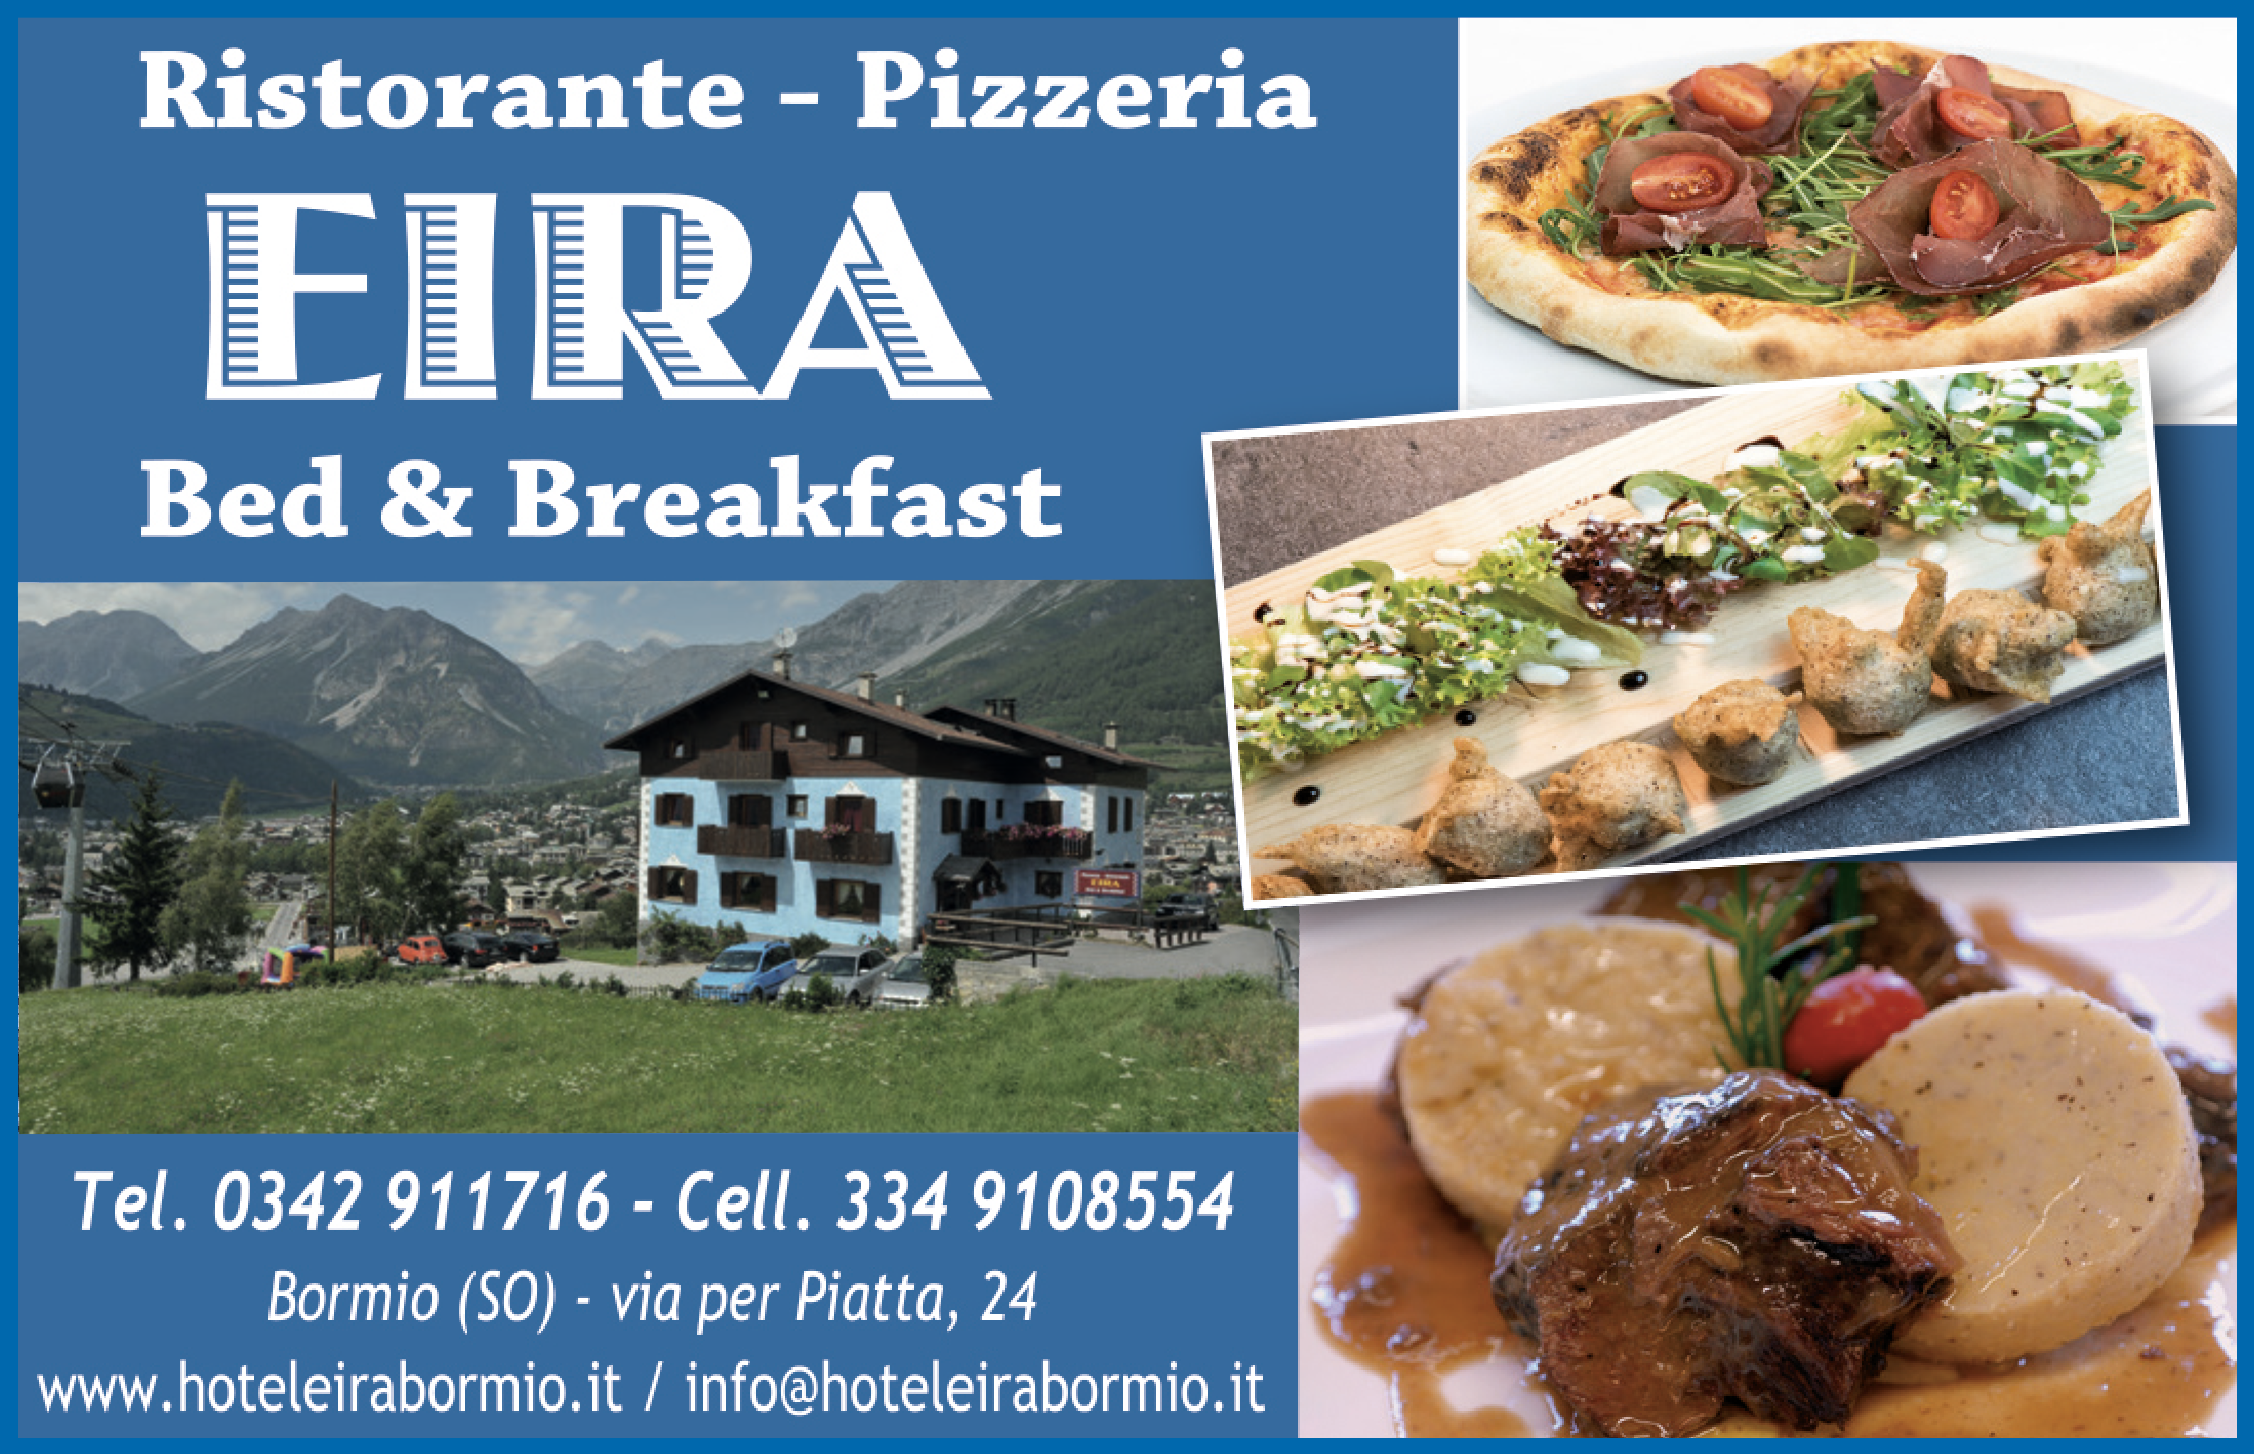 Ristorante - Pizzeria
EIRA
Bed & Breakfast
EIRA
Tel. 0342 911716 - Cell. 334 9108554
Bormio (SO) - via per Piatta, 24
www.hoteleirabormio.it / info@hoteleirabormio.it